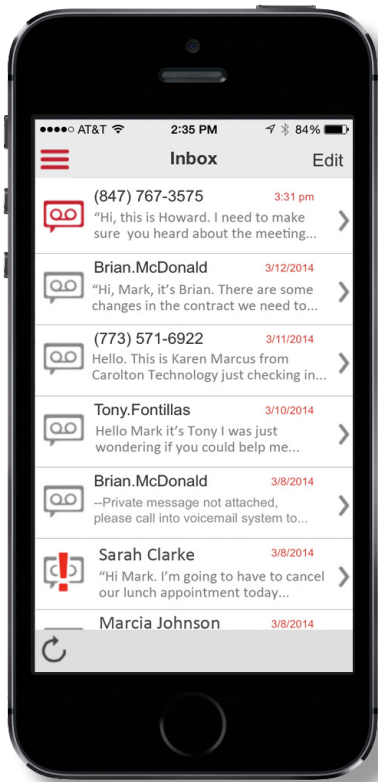 AT&T 2:35 PM 84%
Inbox Edit
(847) 767-3575 3:31 pm
“Hi, this is Howard. I need to make
sure you heard about the meeting...
Brian.McDonald 3/12/2014
“Hi, Mark, it’s Brian. There are some
changes in the contract we need to...
(773) 571-6922 3/11/2014
Hello. This is Karen Marcus from
Carolton Technology just checking in...
Tony.Fontillas 3/10/2014
Hello Mark it’s Tony I was just
wondering if you could belp me...
Brian.McDonald 3/8/2014
--Private message not attached,
please call into voicemail system to...
Sarah Clarke 3/8/2014
“Hi Mark. I’m going to have to cancel
our lunch appointment today...
Marcia Johnson 3/8/2014